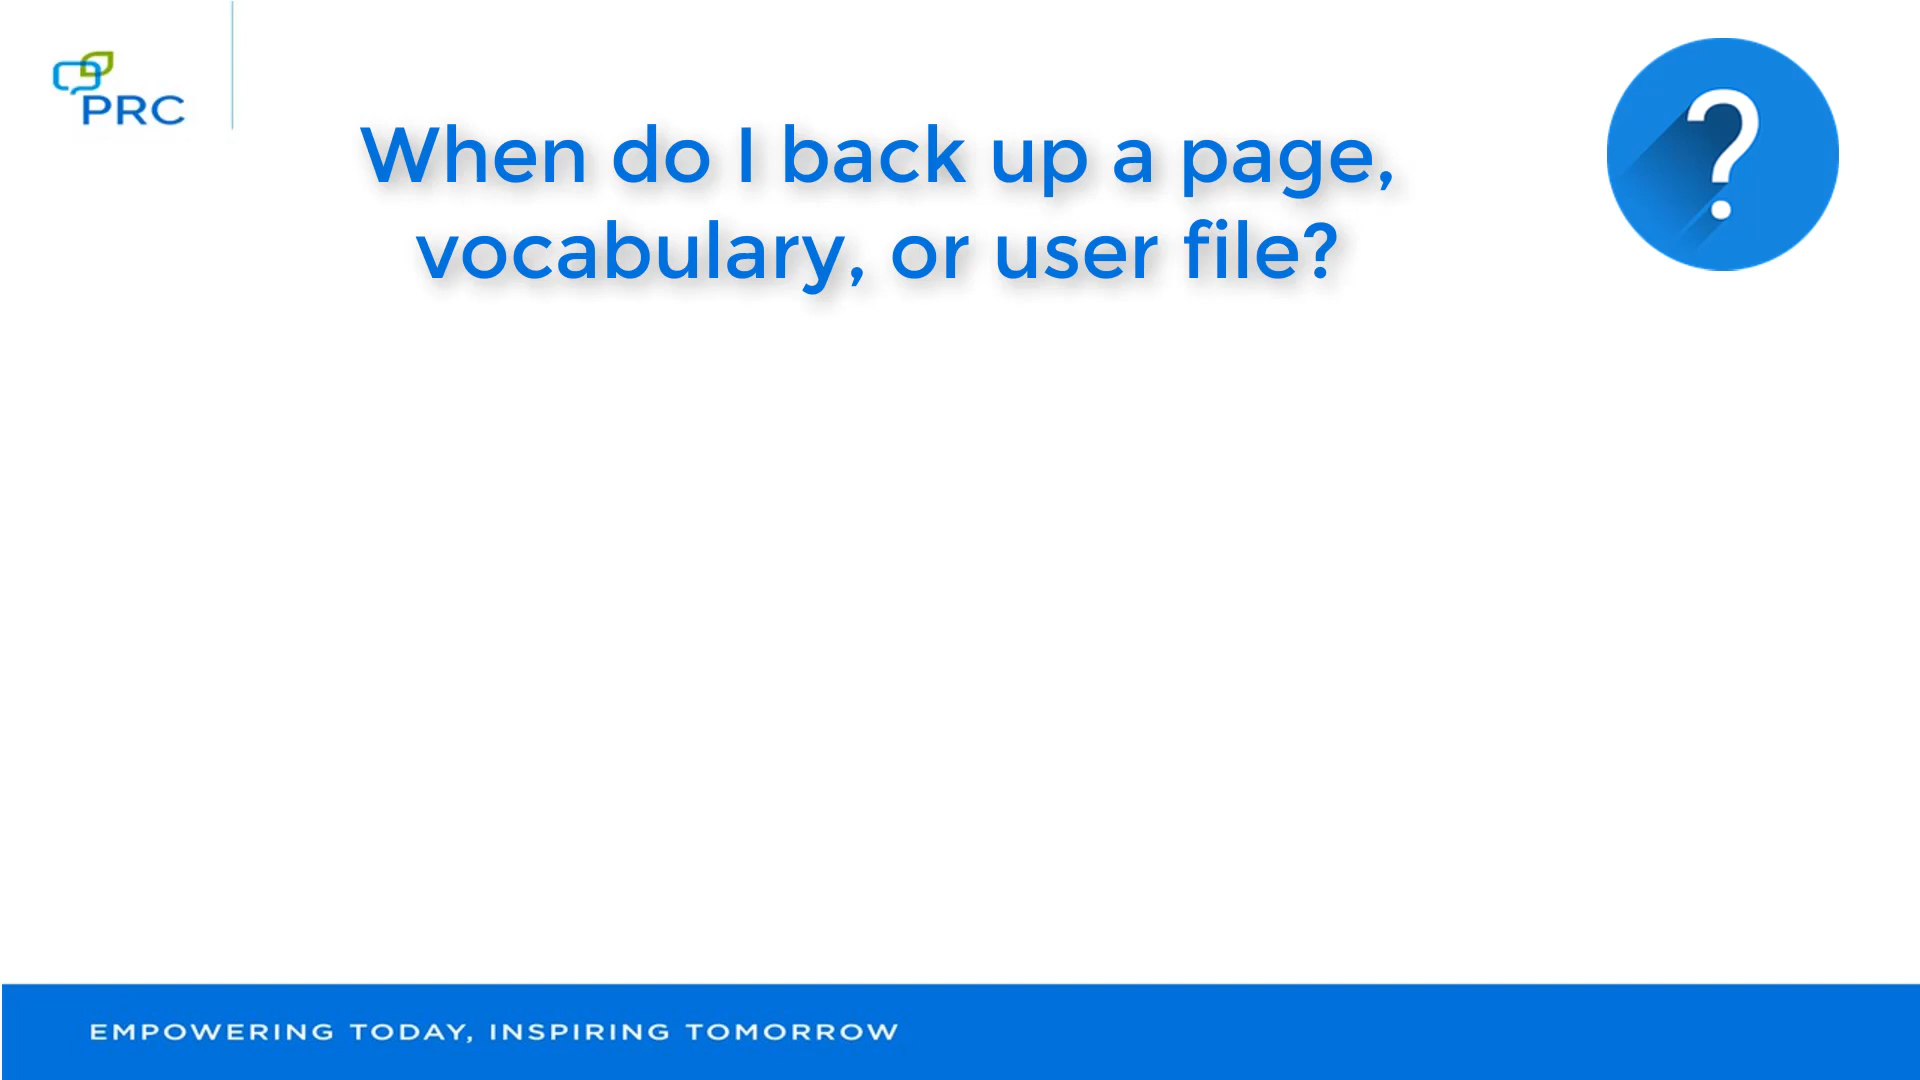 PRC
When do I back up a page,
vocabulary, or user file?
?
EMPOWERING TODAY, INSPIRING TOMORROW